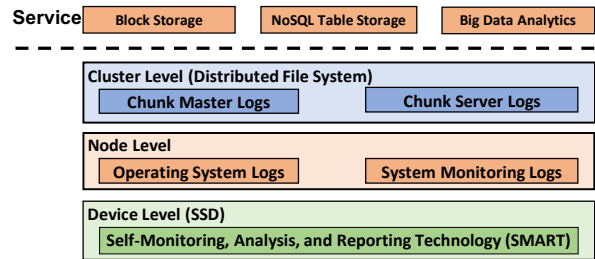 Service
Block Storage
NoSQL Table Storage
Big Data Analytics
Cluster Level (Distributed File System)
Chunk Master Logs
Chunk Server Logs
Node Level
Operating System Logs
System Monitoring Logs
Device Level (SSD)
Self-Monitoring, Analysis, and Reporting Technology (SMART)